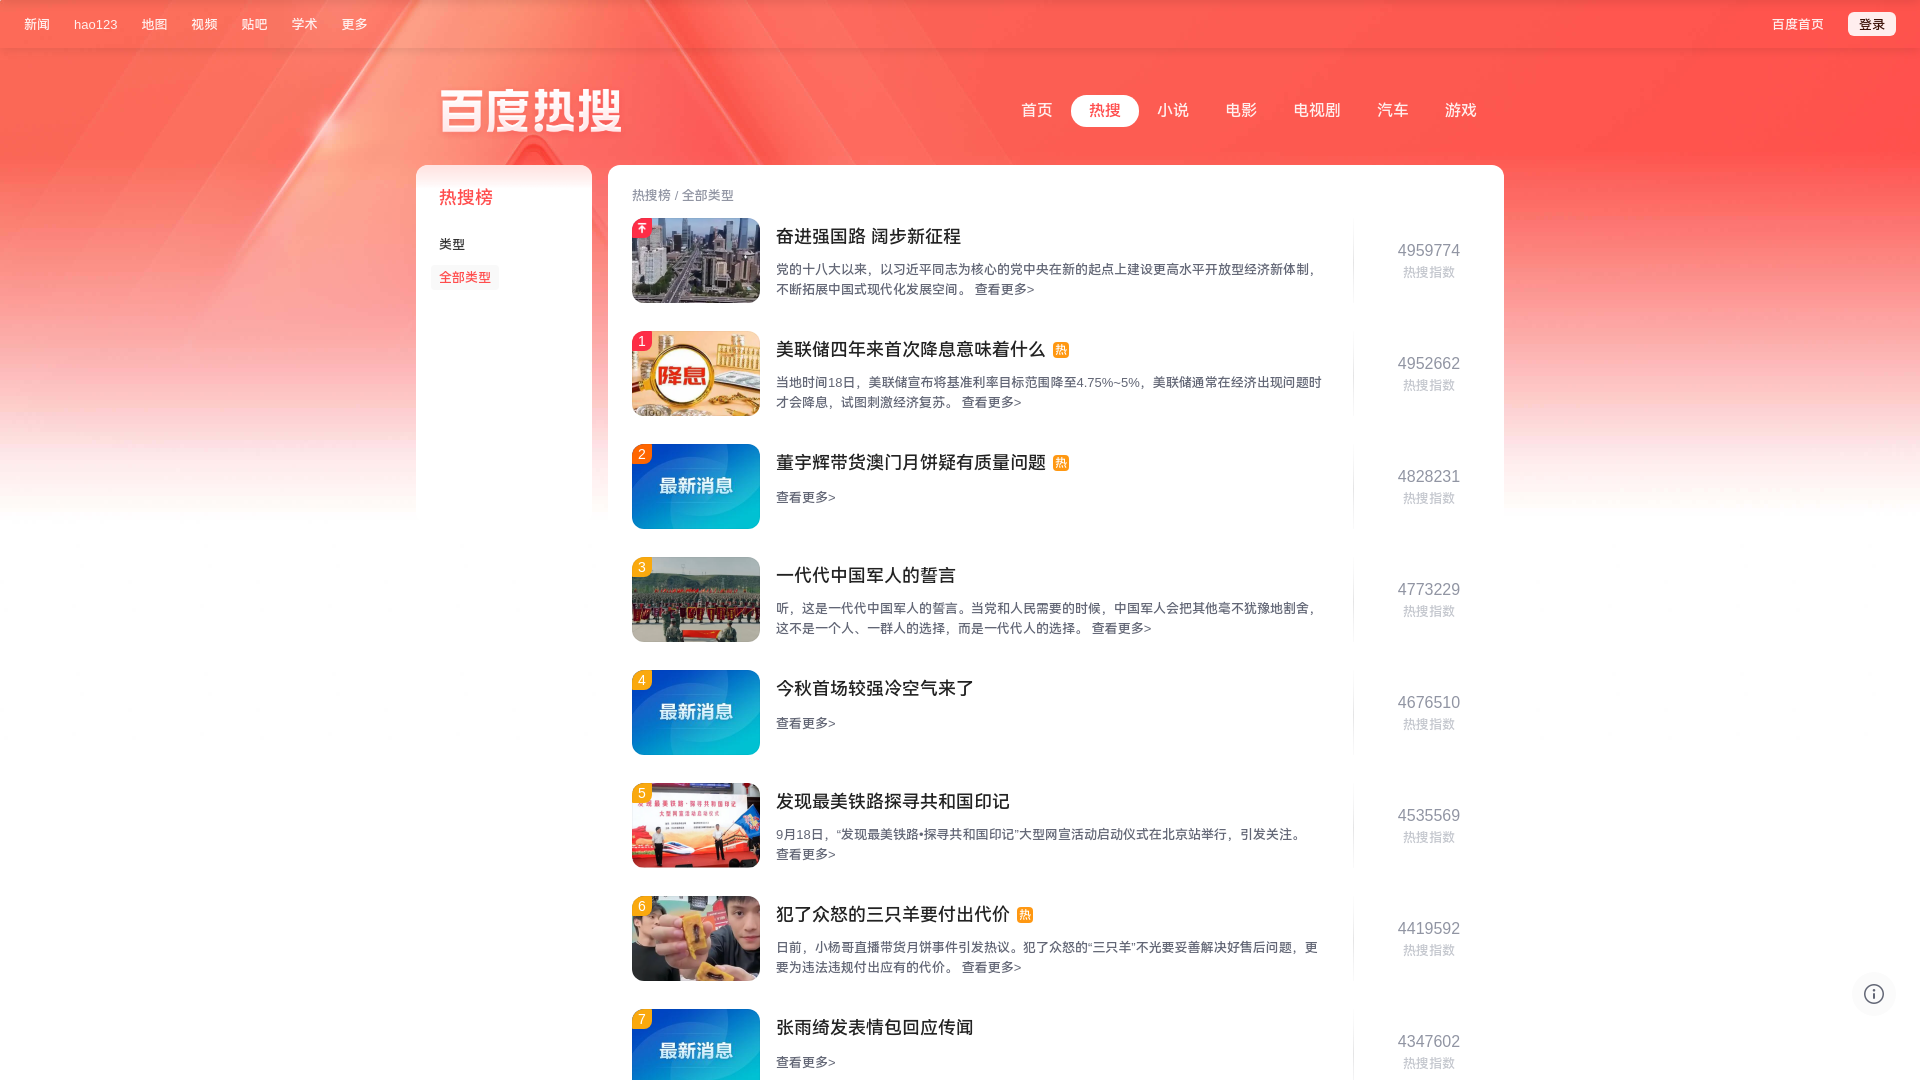 新闻 hao123 地图 视频 贴吧 学术 更多 百度首页 登录
百度热搜
首页 热搜 小说 电影 电视剧 汽车 游戏
热搜榜
类型
全部类型
热搜榜 / 全部类型
奋进强国路 阔步新征程
党的十八大以来，以习近平同志为核心的党中央在新的起点上建设更高水平开放型经济新体制，
不断拓展中国式现代化发展空间。 查看更多>
4959774
热搜指数
1
降息
美联储四年来首次降息意味着什么 热
当地时间18日，美联储宣布将基准利率目标范围降至4.75%~5%，美联储通常在经济出现问题时
才会降息，试图刺激经济复苏。 查看更多>
4952662
热搜指数
2
最新消息
董宇辉带货澳门月饼疑有质量问题 热
查看更多>
4828231
热搜指数
3
一代代中国军人的誓言
听，这是一代代中国军人的誓言。当党和人民需要的时候，中国军人会把其他毫不犹豫地割舍，
这不是一个人、一群人的选择，而是一代代人的选择。 查看更多>
4773229
热搜指数
4
最新消息
今秋首场较强冷空气来了
查看更多>
4676510
热搜指数
5
发现最美铁路·探寻共和国印记
大型网宣活动启动仪式
发现最美铁路探寻共和国印记
9月18日，“发现最美铁路•探寻共和国印记”大型网宣活动启动仪式在北京站举行，引发关注。
查看更多>
4535569
热搜指数
6
犯了众怒的三只羊要付出代价 热
日前，小杨哥直播带货月饼事件引发热议。犯了众怒的“三只羊”不光要妥善解决好售后问题，更
要为违法违规付出应有的代价。 查看更多>
4419592
热搜指数
7
最新消息
张雨绮发表情包回应传闻
查看更多>
4347602
热搜指数